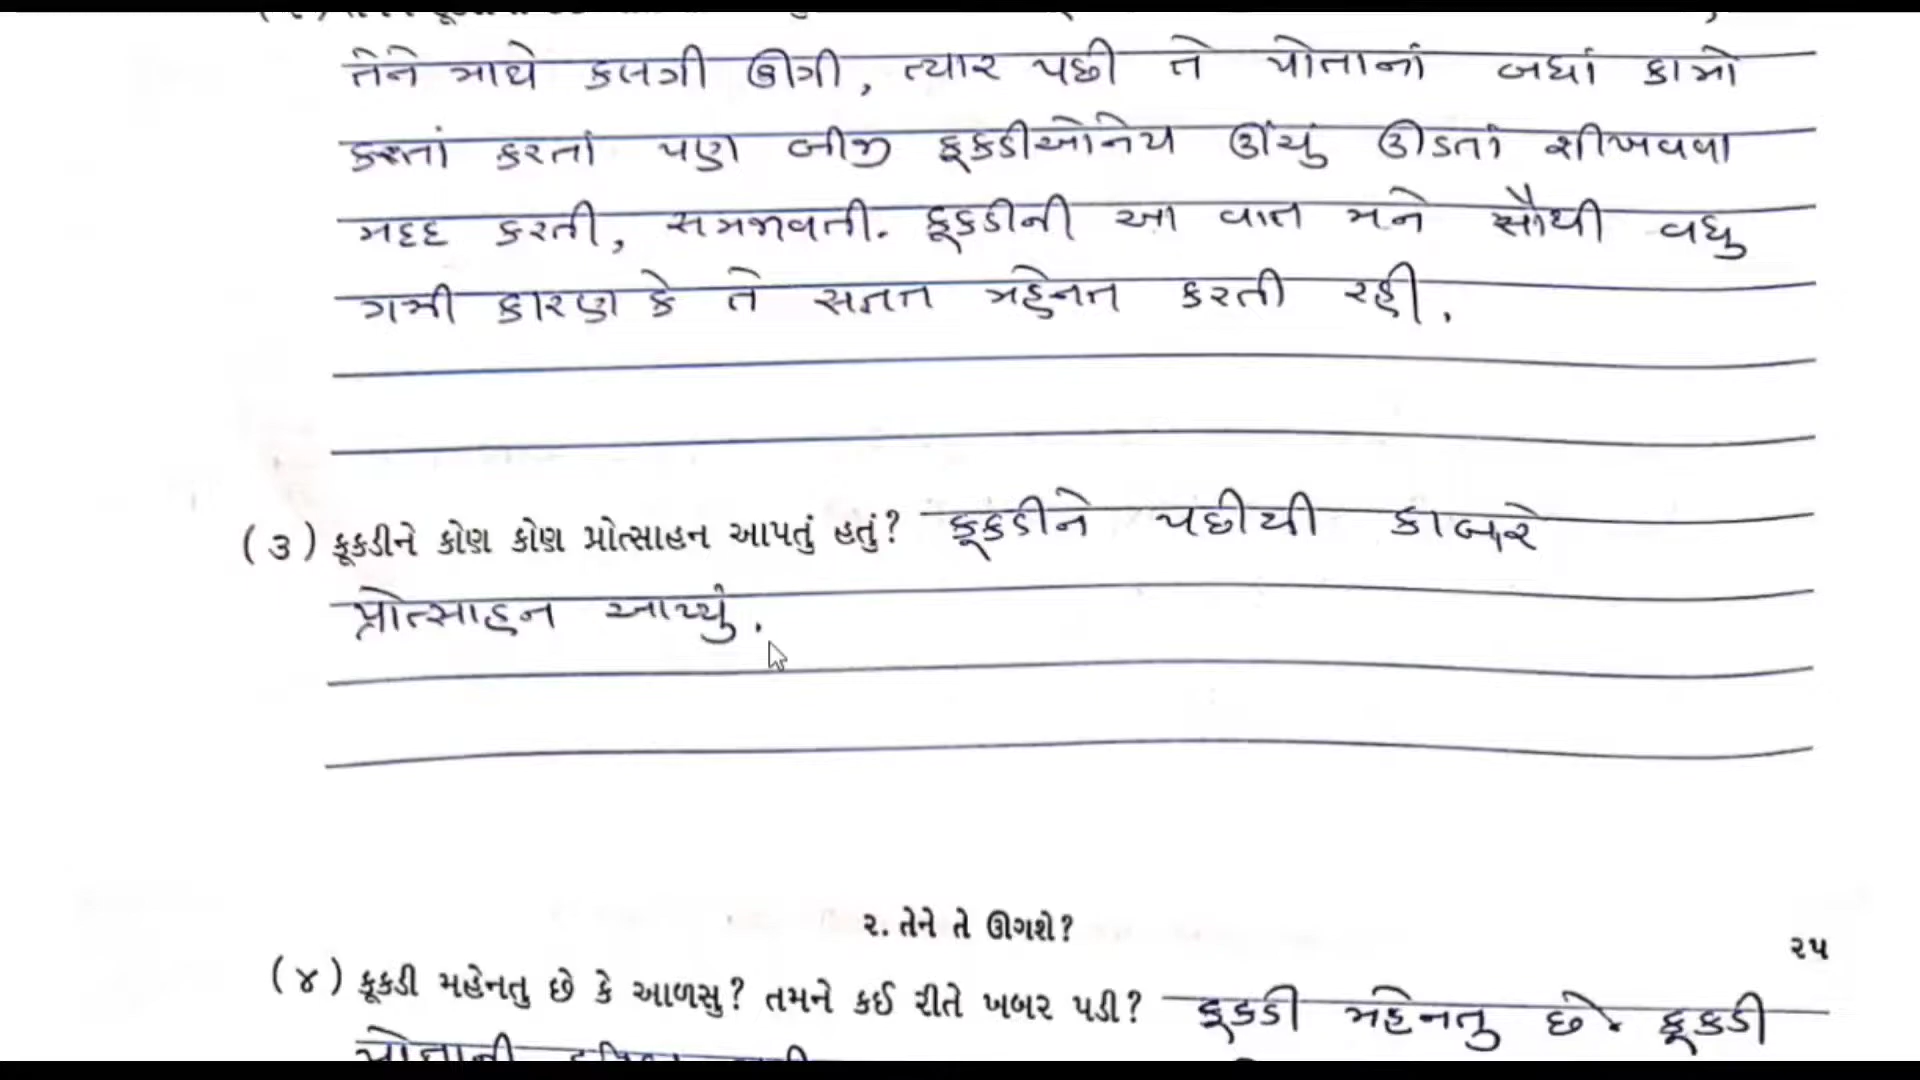 તેને માથે કલગી ઊગી, ત્યાર પછી તે પોતાનાં બધાં કામો
કરતાં કરતાં પણ બીજી કૂકડીઓનેય ઊંચું ઊડતાં શીખવવા
મદદ કરતી, સમજાવતી. કૂકડીની આ વાત મને સૌથી વધુ
ગમી કારણ કે તે સતત મહેનત કરતી રહી.
(૩) કૂકડીને કોણ કોણ પ્રોત્સાહન આપતું હતું? કૂકડીને પછીથી કાબરે
પ્રોત્સાહન આપ્યું.
૨. તેને તે ઊગશે?
૨૫
(૪) કૂકડી મહેનતુ છે કે આળસુ? તમને કઈ રીતે ખબર પડી? કૂકડી મહેનતુ છે. કૂકડી